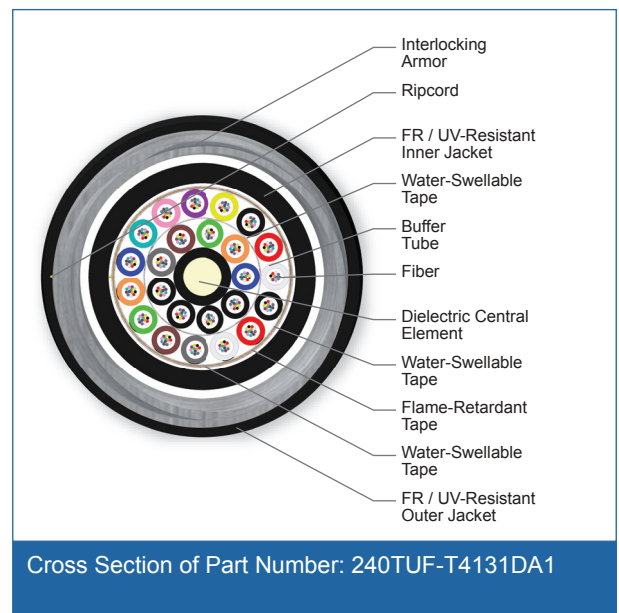 Interlocking
Armor
Ripcord
FR / UV-Resistant
Inner Jacket
Water-Swellable
Tape
Buffer
Tube
Fiber
Dielectric Central
Element
Water-Swellable
Tape
Flame-Retardant
Tape
Water-Swellable
Tape
FR / UV-Resistant
Outer Jacket
Cross Section of Part Number: 240TUF-T4131DA1